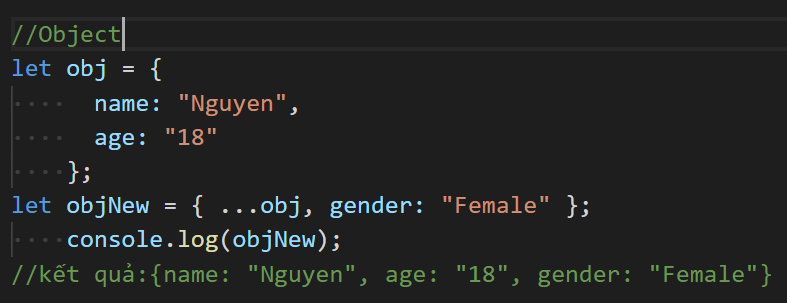 //Object
let obj = {
      name: "Nguyen",
      age: "18"
    };
let objNew = { ...obj, gender: "Female" };
    console.log(objNew);
//kết quả:{name: "Nguyen", age: "18", gender: "Female"}